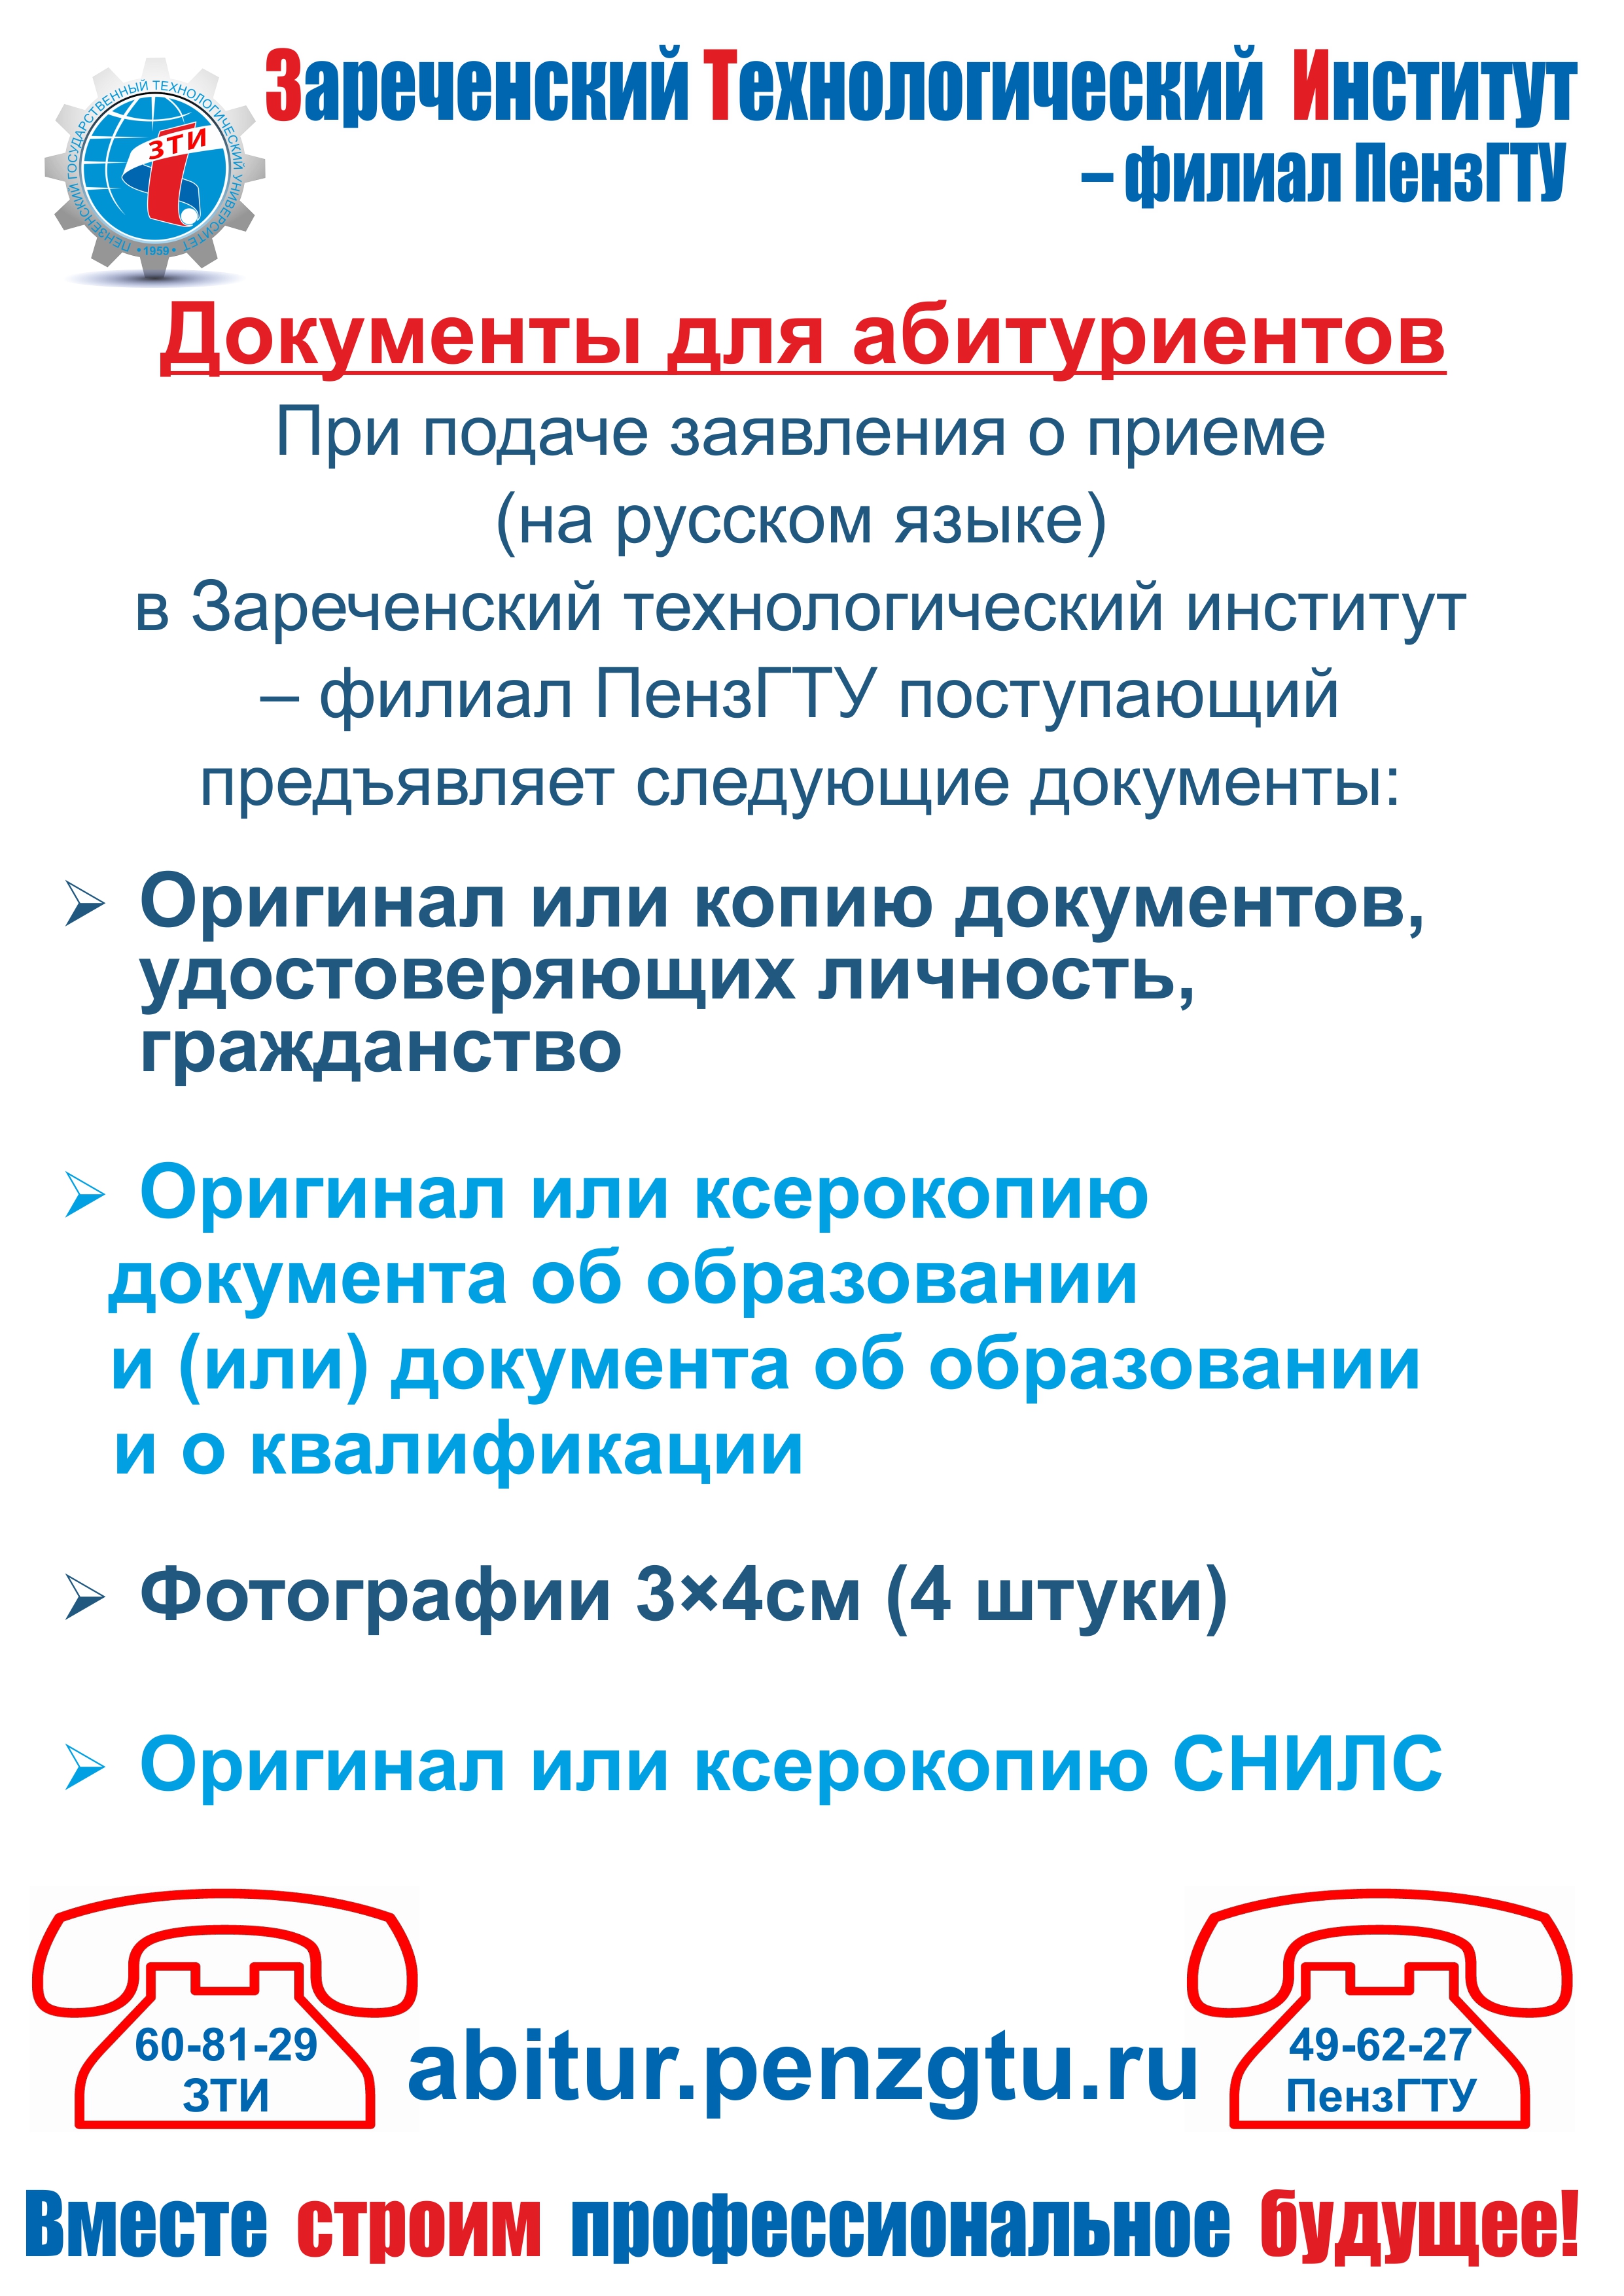 Зареченский Технологический Институт
– филиал ПензГТУ
ПЕНЗЕНСКИЙ ГОСУДАРСТВЕННЫЙ ТЕХНОЛОГИЧЕСКИЙ УНИВЕРСИТЕТ
ЗТИ
• 1959 •
Документы для абитуриентов
При подаче заявления о приеме
(на русском языке)
в Зареченский технологический институт
– филиал ПензГТУ поступающий
предъявляет следующие документы:
➢ Оригинал или копию документов,
удостоверяющих личность,
гражданство
➢ Оригинал или ксерокопию
документа об образовании
и (или) документа об образовании
и о квалификации
➢ Фотографии 3×4см (4 штуки)
➢ Оригинал или ксерокопию СНИЛС
60-81-29
ЗТИ
abitur.penzgtu.ru
49-62-27
ПензГТУ
Вместе строим профессиональное будущее!